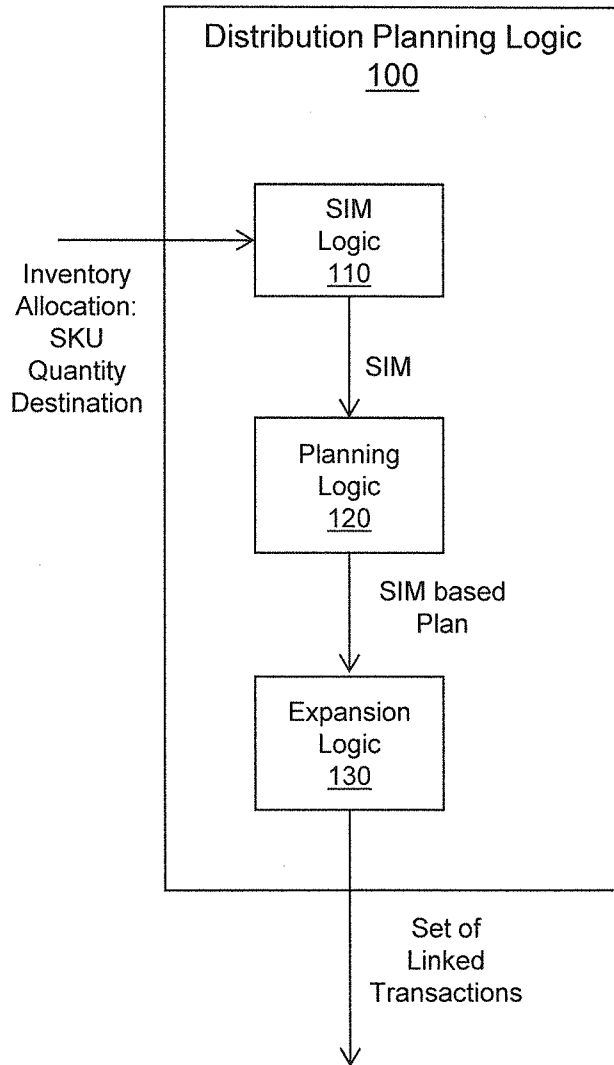 Distribution Planning Logic
100
SIM
Logic
110
Inventory
Allocation:
SKU
Quantity
Destination
SIM
Planning
Logic
120
SIM based
Plan
Expansion
Logic
130
Set of
Linked
Transactions